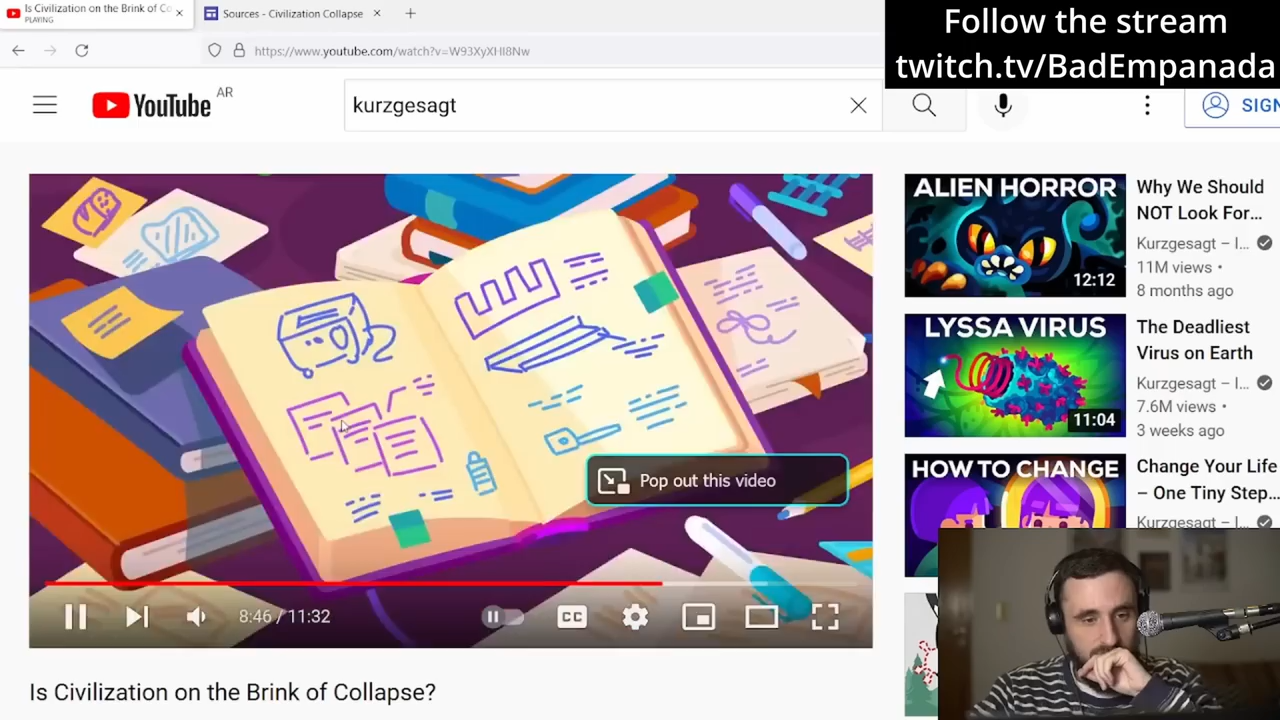 Is Civilization on the Brink of Co
PLAYING
Sources - Civilization Collapse
Follow the stream
twitch.tv/BadEmpanada
https://www.youtube.com/watch?v=W93XyXHI8Nw
YouTube AR
kurzgesagt
SIGN
ALIEN HORROR
12:12
Why We Should
NOT Look For...
Kurzgesagt – I...
11M views •
8 months ago
LYSSA VIRUS
11:04
The Deadliest
Virus on Earth
Kurzgesagt – I...
7.6M views •
3 weeks ago
HOW TO CHANGE
Change Your Life
– One Tiny Step...
Kurzgesagt – I...
Pop out this video
8:46 / 11:32
CC
Is Civilization on the Brink of Collapse?